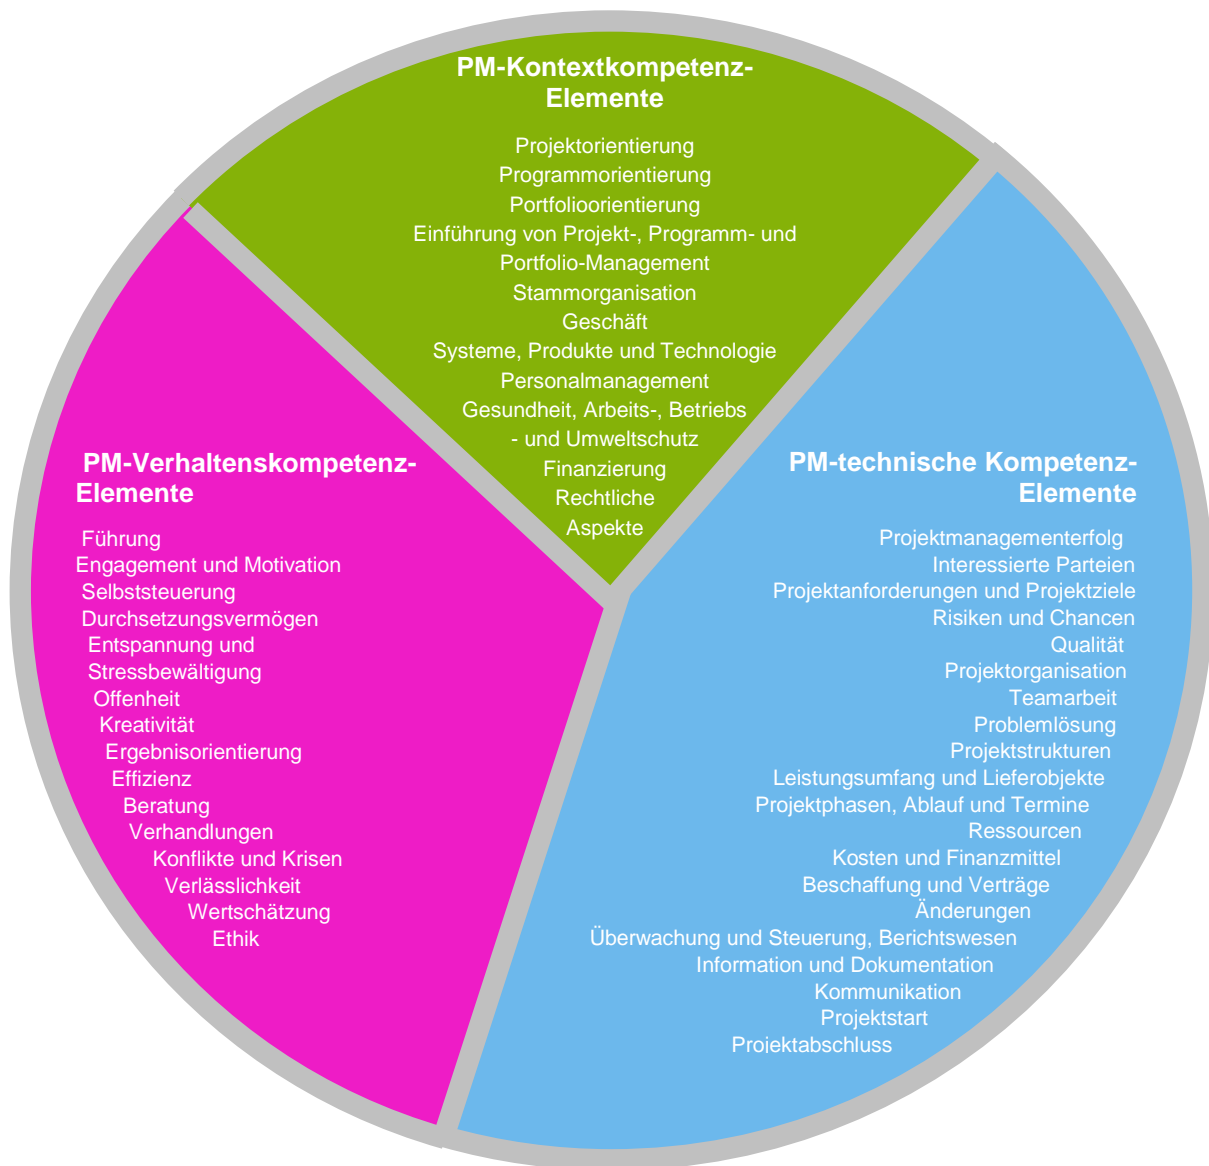 PM-Kontextkompetenz-
Elemente
Projektorientierung
Programmorientierung
Portfolioorientierung
Einführung von Projekt-, Programm- und
Portfolio-Management
Stammorganisation
Geschäft
Systeme, Produkte und Technologie
Personalmanagement
Gesundheit, Arbeits-, Betriebs
- und Umweltschutz
Finanzierung
Rechtliche
Aspekte
PM-Verhaltenskompetenz-
Elemente
Führung
Engagement und Motivation
Selbststeuerung
Durchsetzungsvermögen
Entspannung und
Stressbewältigung
Offenheit
Kreativität
Ergebnisorientierung
Effizienz
Beratung
Verhandlungen
Konflikte und Krisen
Verlässlichkeit
Wertschätzung
Ethik
PM-technische Kompetenz-
Elemente
Projektmanagementerfolg
Interessierte Parteien
Projektanforderungen und Projektziele
Risiken und Chancen
Qualität
Projektorganisation
Teamarbeit
Problemlösung
Projektstrukturen
Leistungsumfang und Lieferobjekte
Projektphasen, Ablauf und Termine
Ressourcen
Kosten und Finanzmittel
Beschaffung und Verträge
Änderungen
Überwachung und Steuerung, Berichtswesen
Information und Dokumentation
Kommunikation
Projektstart
Projektabschluss